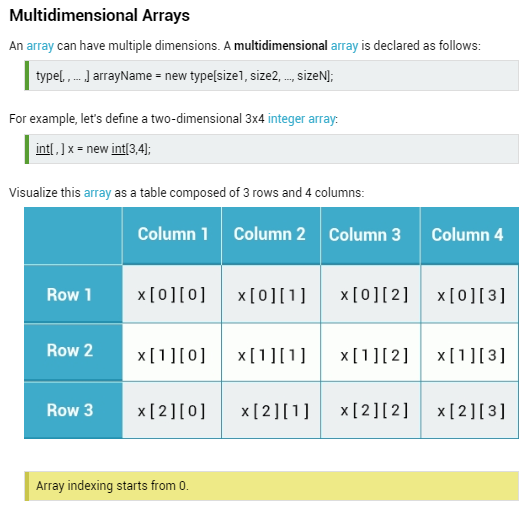 Multidimensional Arrays
An array can have multiple dimensions. A multidimensional array is declared as follows:
type[, , … ,] arrayName = new type[size1, size2, …, sizeN];
For example, let's define a two-dimensional 3x4 integer array:
int[ , ] x = new int[3,4];
Visualize this array as a table composed of 3 rows and 4 columns:
Column 1 Column 2 Column 3 Column 4
Row 1 x[0][0] x[0][1] x[0][2] x[0][3]
Row 2 x[1][0] x[1][1] x[1][2] x[1][3]
Row 3 x[2][0] x[2][1] x[2][2] x[2][3]
Array indexing starts from 0.